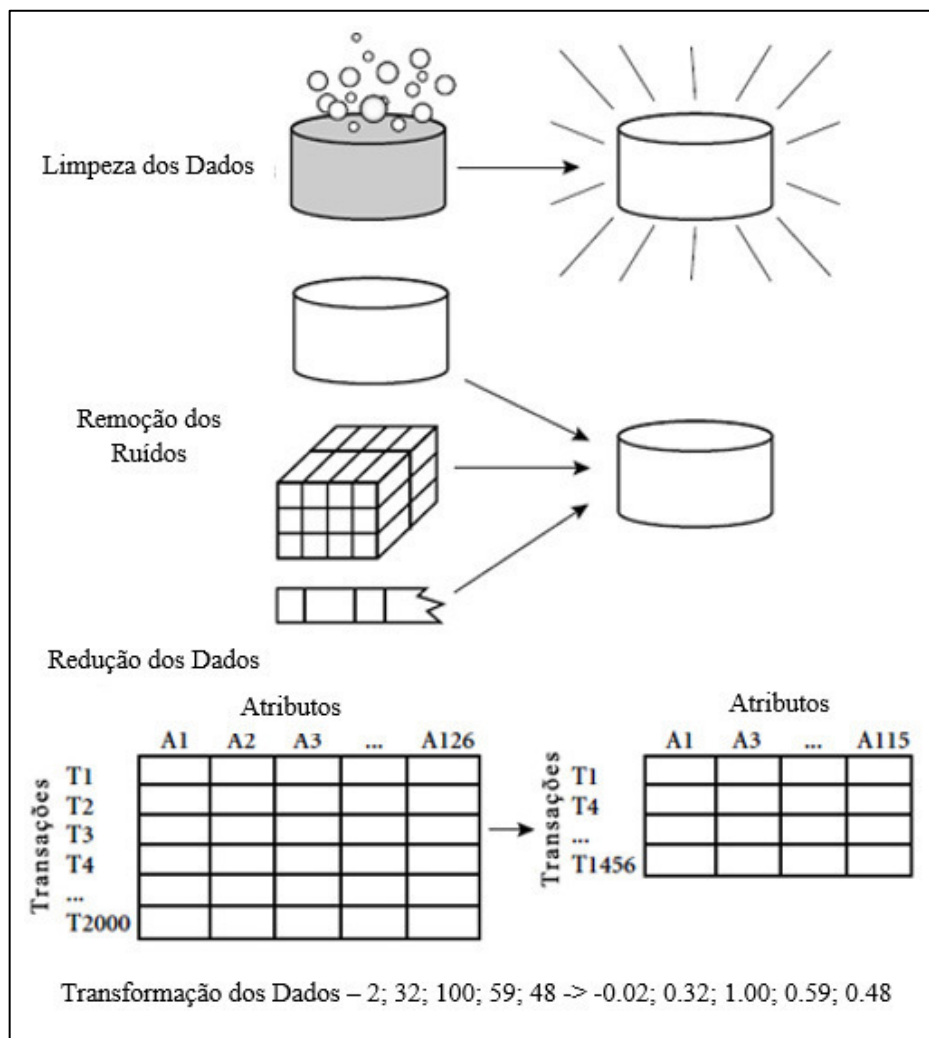 Limpeza dos Dados
Remoção dos
Ruídos
Redução dos Dados
Atributos
A1 A2 A3 ... A126
Transações
T1
T2
T3
T4
...
T2000
Atributos
A1 A3 ... A115
Transações
T1
T4
...
T1456
Transformação dos Dados – 2; 32; 100; 59; 48 -> -0.02; 0.32; 1.00; 0.59; 0.48